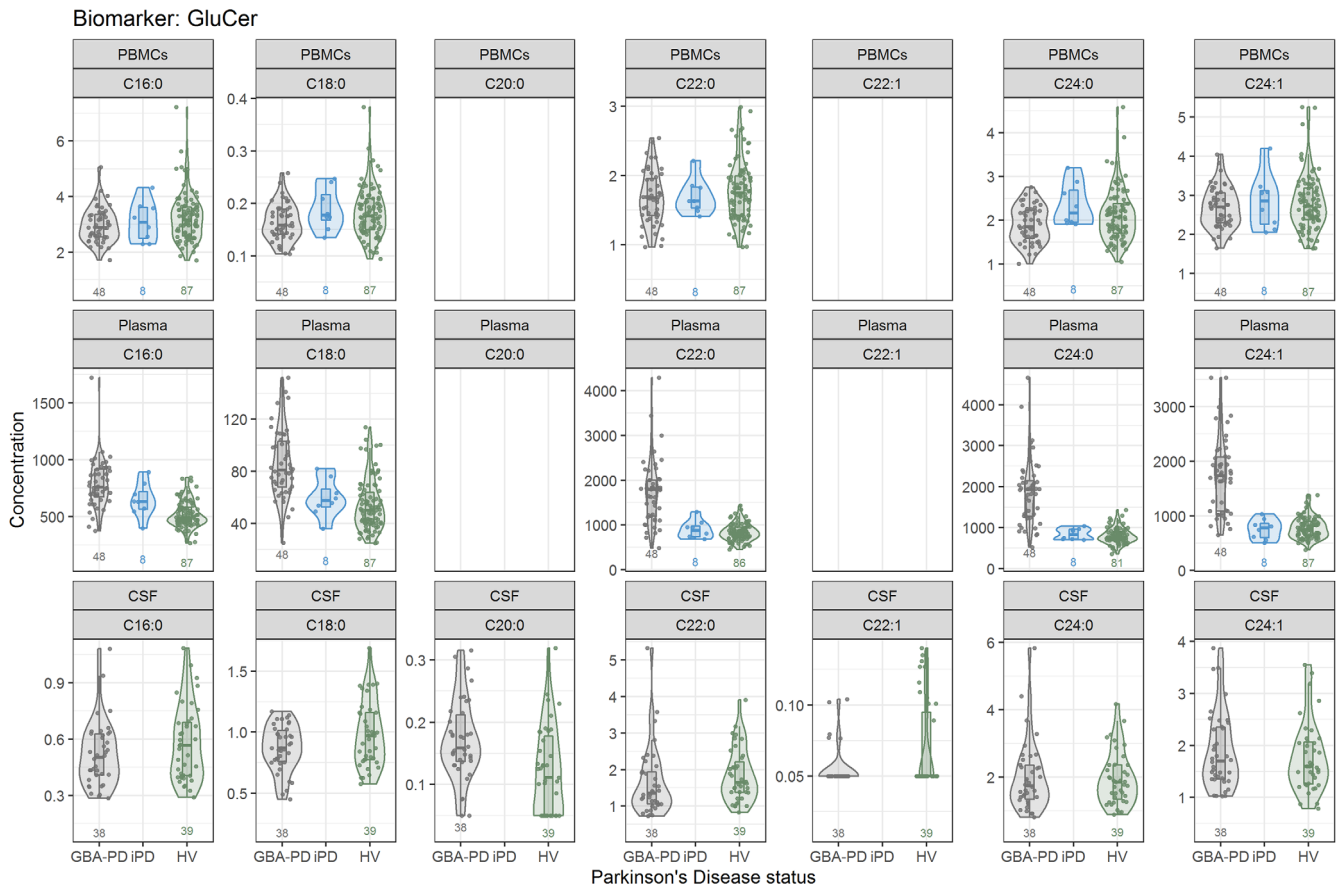 Biomarker: GluCer
PBMCs PBMCs PBMCs PBMCs PBMCs PBMCs PBMCs
C16:0 C18:0 C20:0 C22:0 C22:1 C24:0 C24:1
6 4 2
0.4 0.3 0.2 0.1
3 2 1
4 3 2 1
5 4 3 2 1
48 8 87 48 8 87 48 8 87 48 8 87 48 8 87
Plasma Plasma Plasma Plasma Plasma Plasma Plasma
C16:0 C18:0 C20:0 C22:0 C22:1 C24:0 C24:1
1500 1000 500
120 80 40
4000 3000 2000 1000 0
4000 3000 2000 1000 0
3000 2000 1000 0
48 8 87 48 8 87 48 8 86 48 8 81 48 8 87
Concentration
CSF CSF CSF CSF CSF CSF CSF
C16:0 C18:0 C20:0 C22:0 C22:1 C24:0 C24:1
0.9 0.6 0.3
1.5 1.0 0.5
0.3 0.2 0.1
5 4 3 2 1
0.10 0.05
6 4 2
4 3 2 1
38 39 38 39 38 39 38 39 38 39 38 39 38 39
GBA-PD iPD HV GBA-PD iPD HV GBA-PD iPD HV GBA-PD iPD HV GBA-PD iPD HV GBA-PD iPD HV GBA-PD iPD HV
Parkinson's Disease status